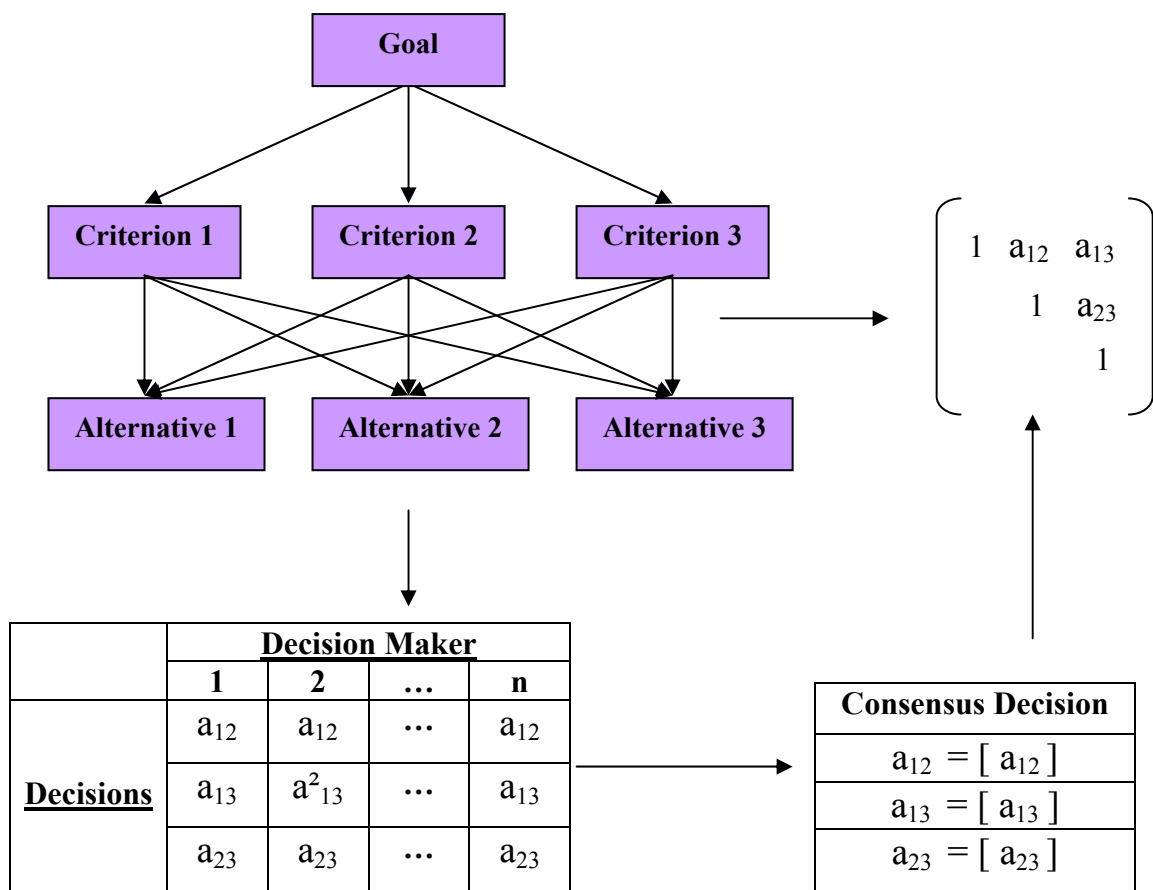 Goal
Criterion 1 Criterion 2 Criterion 3
Alternative 1 Alternative 2 Alternative 3
1 a₁₂ a₁₃
1 a₂₃
1
Decision Maker
1 2 … n
Decisions
a₁₂ a₁₂ … a₁₂
a₁₃ a²₁₃ … a₁₃
a₂₃ a₂₃ … a₂₃
Consensus Decision
a₁₂ = [ a₁₂ ]
a₁₃ = [ a₁₃ ]
a₂₃ = [ a₂₃ ]